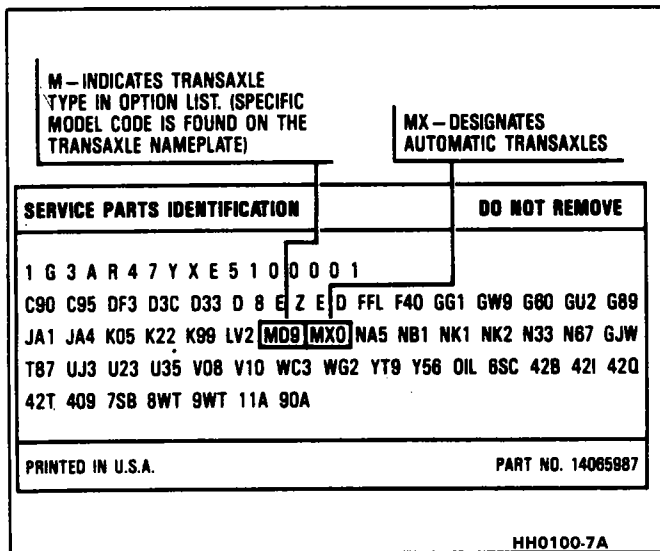 M—INDICATES TRANSAXLE
TYPE IN OPTION LIST. (SPECIFIC
MODEL CODE IS FOUND ON THE
TRANSAXLE NAMEPLATE)
MX—DESIGNATES
AUTOMATIC TRANSAXLES
SERVICE PARTS IDENTIFICATION DO NOT REMOVE
1 G 3 A R 4 7 Y X E 5 1 0 0 0 0 1
C90 C95 DF3 D3C D33 D 8 E Z E D FFL F40 GG1 GW9 G60 GU2 G89
JA1 JA4 K05 K22 K99 LV2 MD9 MX0 NA5 NB1 NK1 NK2 N33 N67 GJW
T87 UJ3 U23 U35 V08 V10 WC3 WG2 YT9 Y56 OIL 6SC 42B 42I 42Q
42T 409 7SB 8WT 9WT 11A 90A
PRINTED IN U.S.A. PART NO. 14065987
HH0100-7A